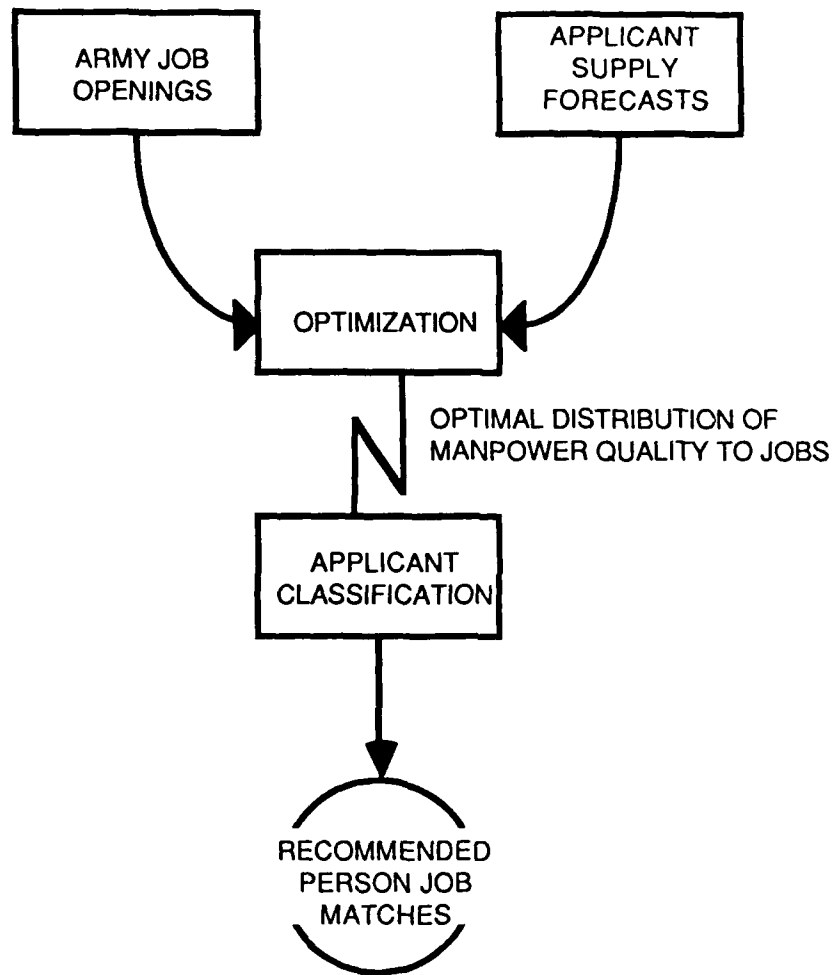 ARMY JOB
OPENINGS
APPLICANT
SUPPLY
FORECASTS
OPTIMIZATION
OPTIMAL DISTRIBUTION OF
MANPOWER QUALITY TO JOBS
APPLICANT
CLASSIFICATION
RECOMMENDED
PERSON JOB
MATCHES